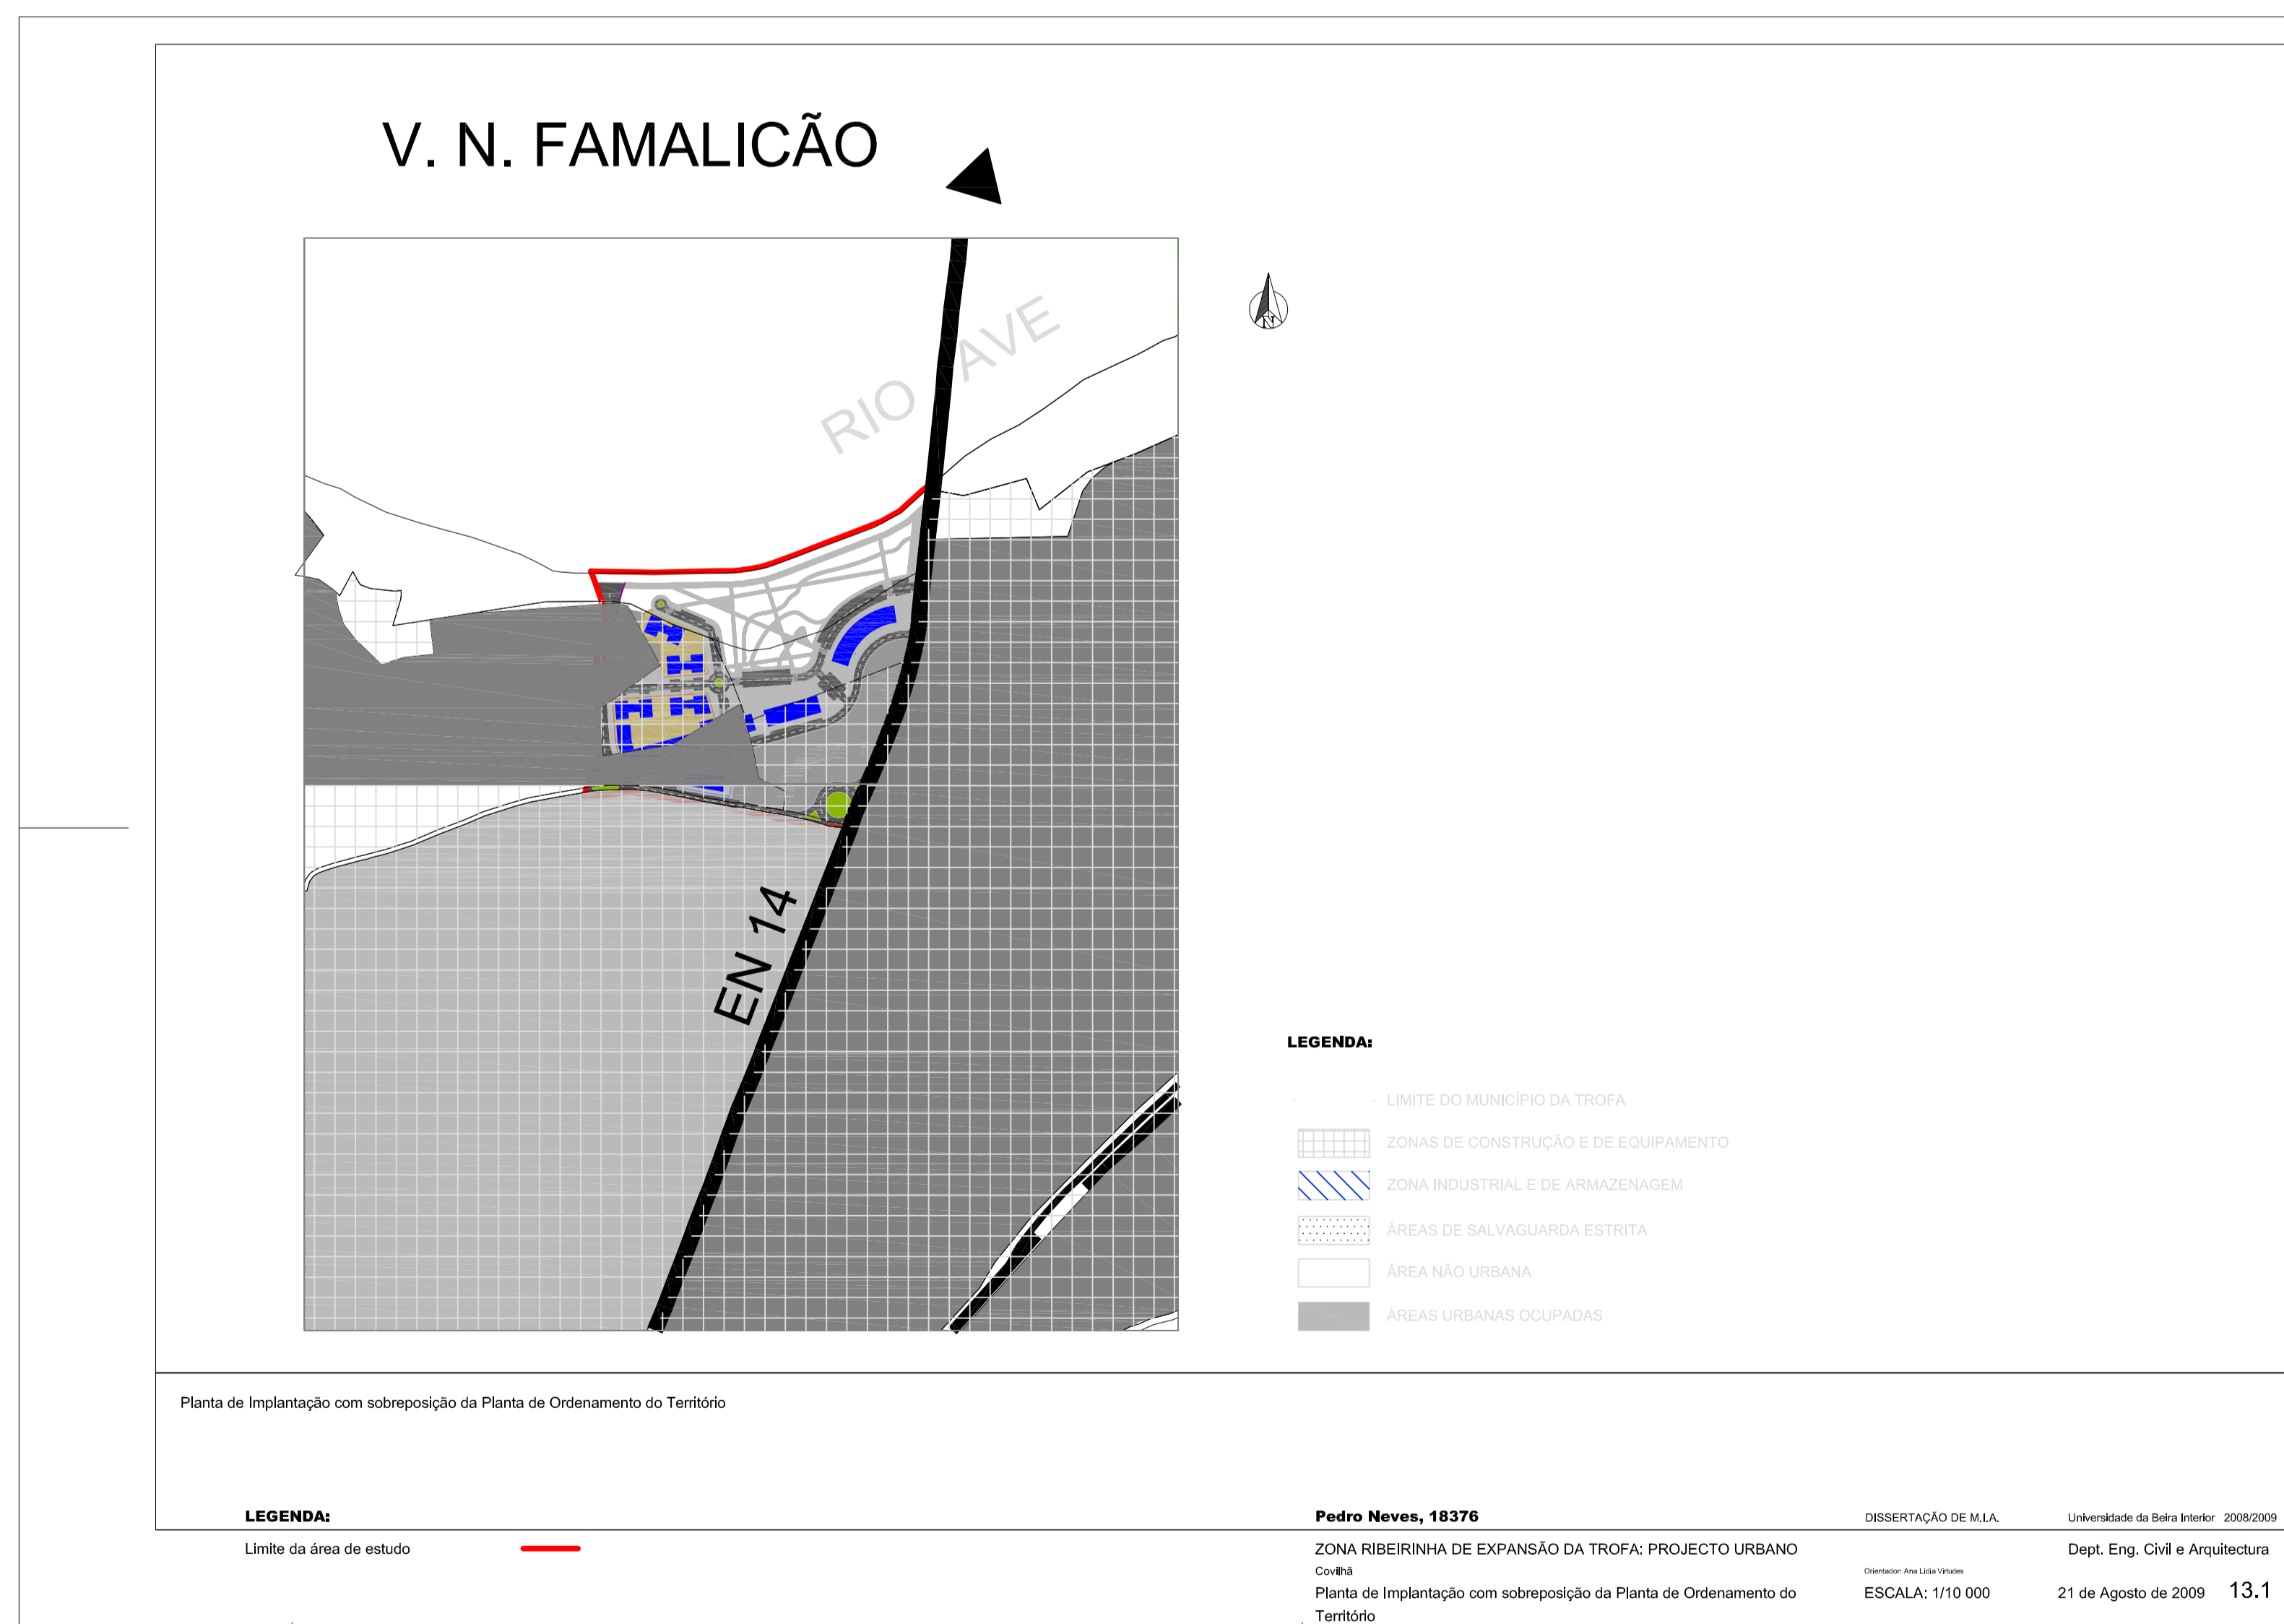 V. N. FAMALICÃO
RIO AVE
N
EN 14
LEGENDA:
LIMITE DO MUNICÍPIO DA TROFA
ZONAS DE CONSTRUÇÃO E DE EQUIPAMENTO
ZONA INDUSTRIAL E DE ARMAZENAGEM
ÁREAS DE SALVAGUARDA ESTRITA
ÁREA NÃO URBANA
ÁREAS URBANAS OCUPADAS
Planta de Implantação com sobreposição da Planta de Ordenamento do Território
LEGENDA:
Limite da área de estudo
Pedro Neves, 18376
DISSERTAÇÃO DE M.I.A.
Universidade da Beira Interior 2008/2009
ZONA RIBEIRINHA DE EXPANSÃO DA TROFA: PROJECTO URBANO
Dept. Eng. Civil e Arquitectura
Covilhã
Orientador: Ana Lídia Virtudes
Planta de Implantação com sobreposição da Planta de Ordenamento do
Território
ESCALA: 1/10 000
21 de Agosto de 2009
13.1